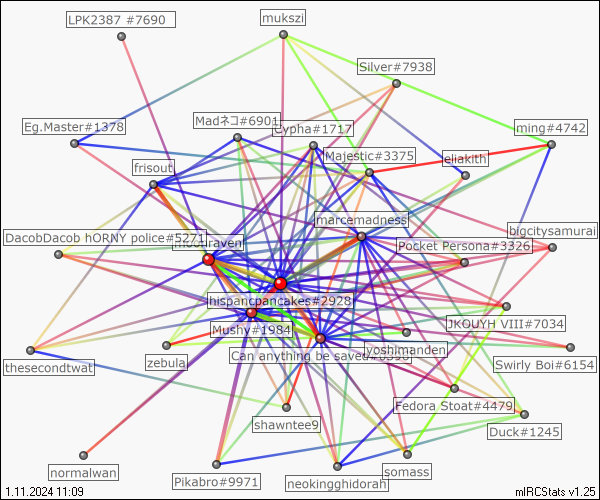 LPK2387 #7690
mukszi
Silver#7938
Eg.Master#1378
Madネコ#6901
Cypha#1717
ming#4742
Majestic#3375
eliakith
frisout
marcemadness
bigcitysamurai
DacobDacob hORNY police#5271
Pocket Persona#3326
hispancpancakes#2928
JKOUYH VIII#7034
Mushy#1984
Can anything be saved
yoshimanden
thesecondtwat
zebula
Swirly Boi#6154
Fedora Stoat#4479
shawntee9
Duck#1245
normalwan
Pikabro#9971
neokingghidorah
somass
1.11.2024 11:09
mIRCStats v1.25